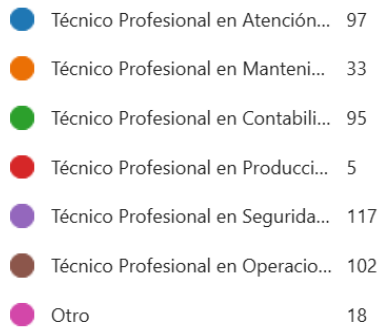 Técnico Profesional en Atención... 97
Técnico Profesional en Manteni... 33
Técnico Profesional en Contabili... 95
Técnico Profesional en Producci... 5
Técnico Profesional en Segurida... 117
Técnico Profesional en Operacio... 102
Otro 18